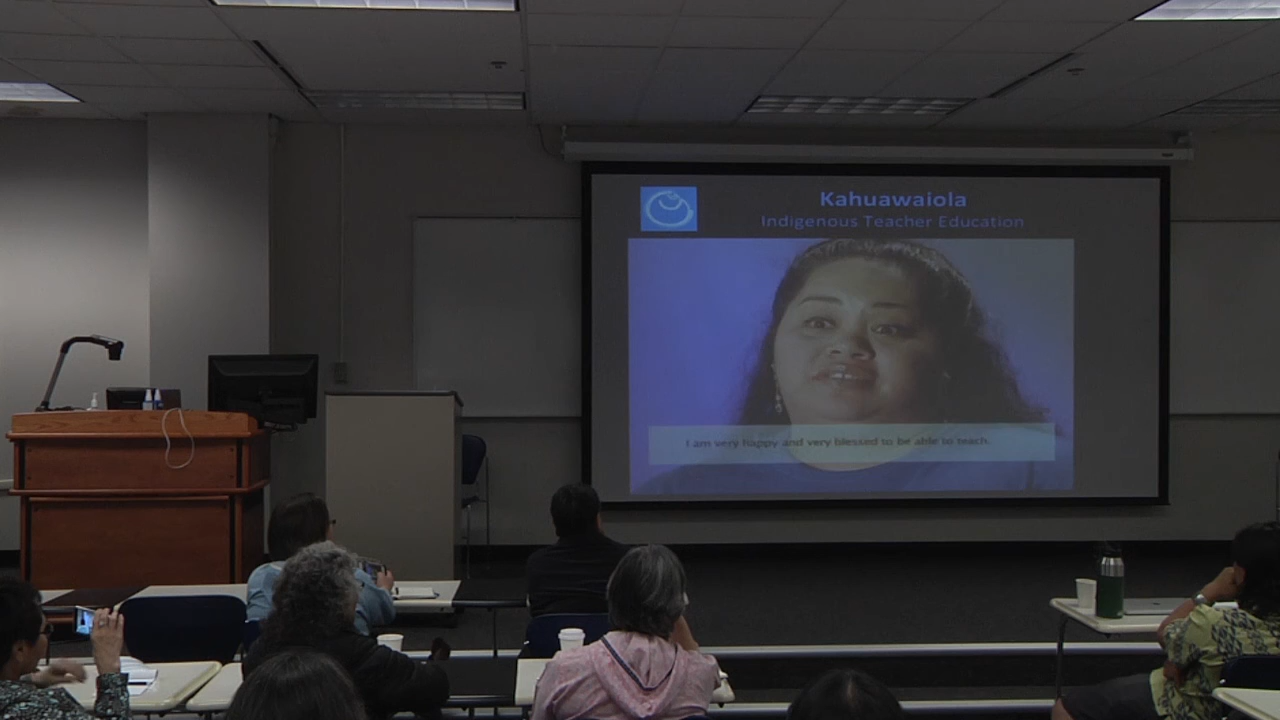 Kahuawaiola
Indigenous Teacher Education
I am very happy and very blessed to be able to teach.